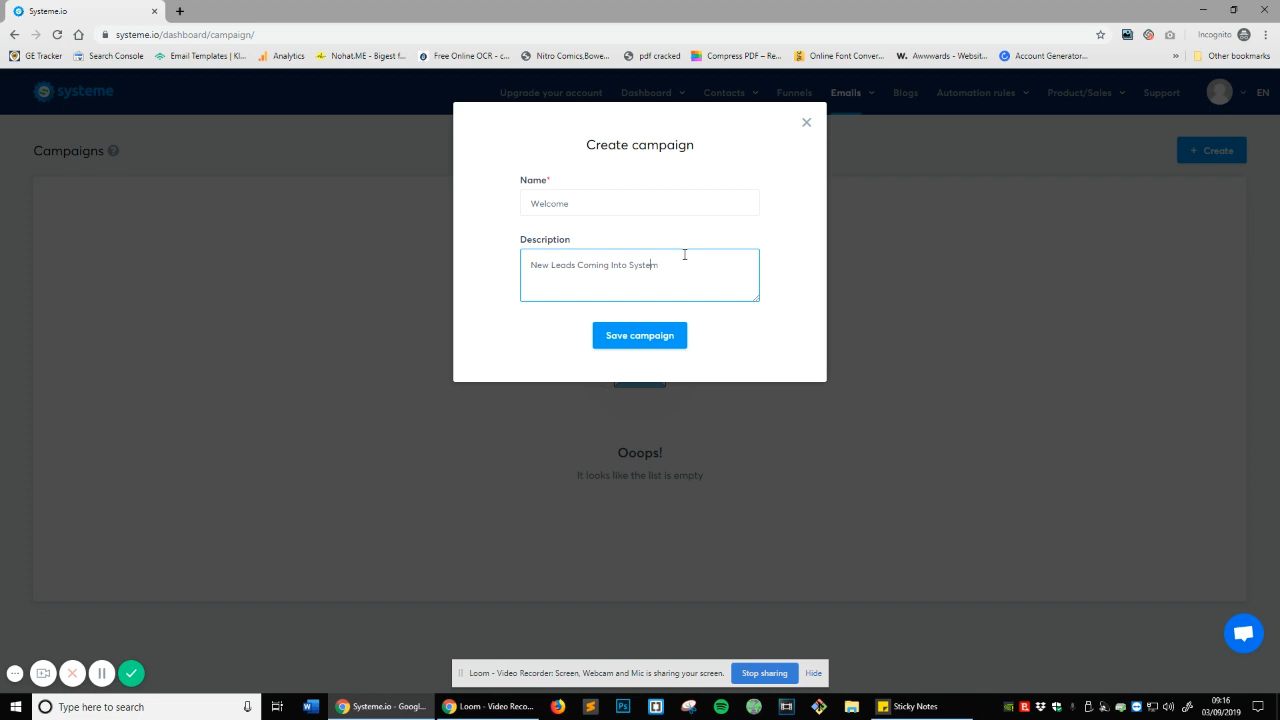 Systeme.io
systeme.io/dashboard/campaign/
Incognito
GE Tracker
Search Console
Email Templates | Kl...
Analytics
Nohat.ME - Bigest f...
Free Online OCR - c...
Nitro Comics,Bowe...
pdf cracked
Compress PDF - Re...
Online Font Conver...
Awwwards - Websit...
Account Generator...
»
Other bookmarks
systeme
Upgrade your account
Dashboard
Contacts
Funnels
Emails
Blogs
Automation rules
Product/Sales
Support
EN
Campaigns
+ Create
Create campaign
Name*
Welcome
Description
New Leads Coming Into System
Save campaign
Ooops!
It looks like the list is empty
Loom - Video Recorder: Screen, Webcam and Mic is sharing your screen.
Stop sharing
Hide
Type here to search
Systeme.io - Googl...
Loom - Video Reco...
Sticky Notes
09:16
03/09/2019